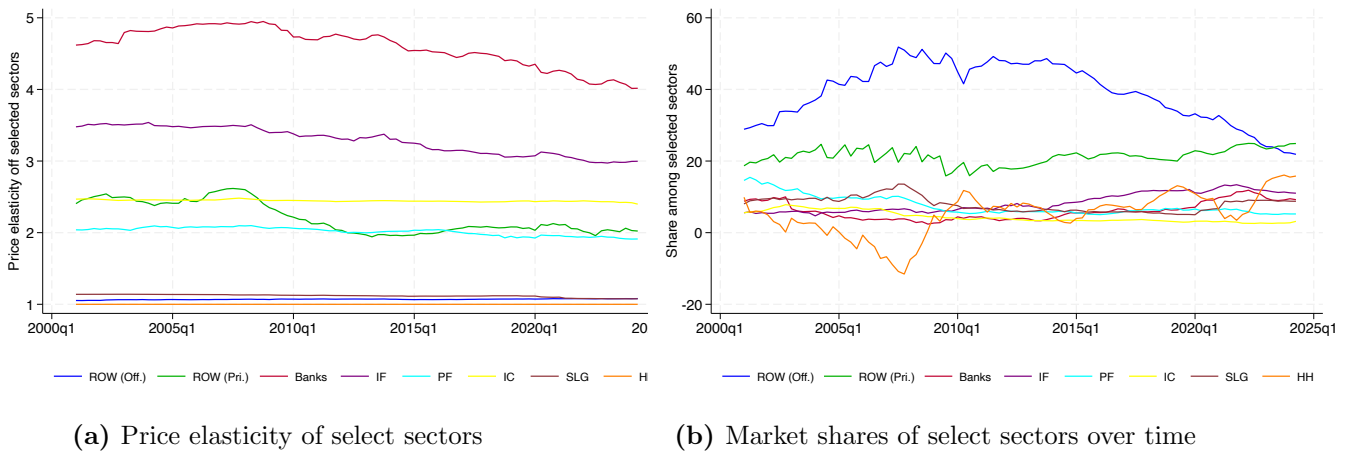 Price elasticity off selected sectors
5
4
3
2
1
2000q1 2005q1 2010q1 2015q1 2020q1 20
ROW (Off.) ROW (Pri.) Banks IF PF IC SLG H
(a) Price elasticity of select sectors
Share among selected sectors
60
40
20
0
-20
2000q1 2005q1 2010q1 2015q1 2020q1 2025q1
ROW (Off.) ROW (Pri.) Banks IF PF IC SLG HH
(b) Market shares of select sectors over time